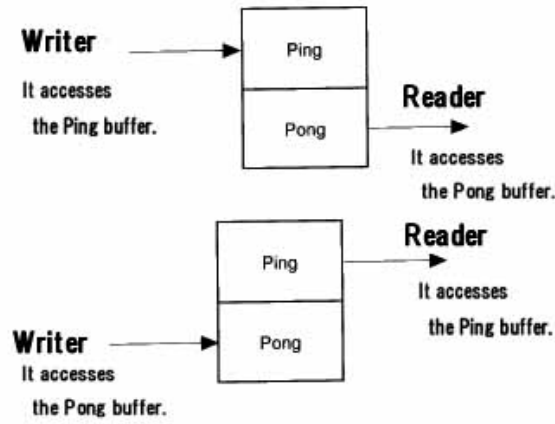 Writer
Ping
It accesses
the Ping buffer.
Reader
Pong
It accesses
the Pong buffer.
Reader
Ping
It accesses
the Ping buffer.
Writer
Pong
It accesses
the Pong buffer.